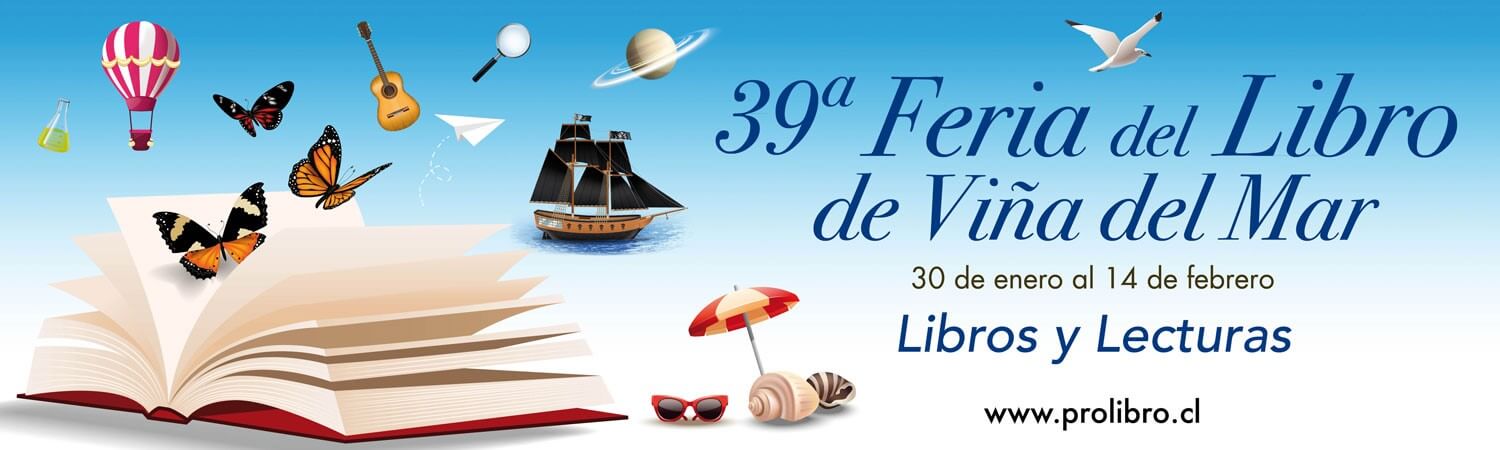 39ª Feria del Libro
de Viña del Mar
30 de enero al 14 de febrero
Libros y Lecturas
www.prolibro.cl